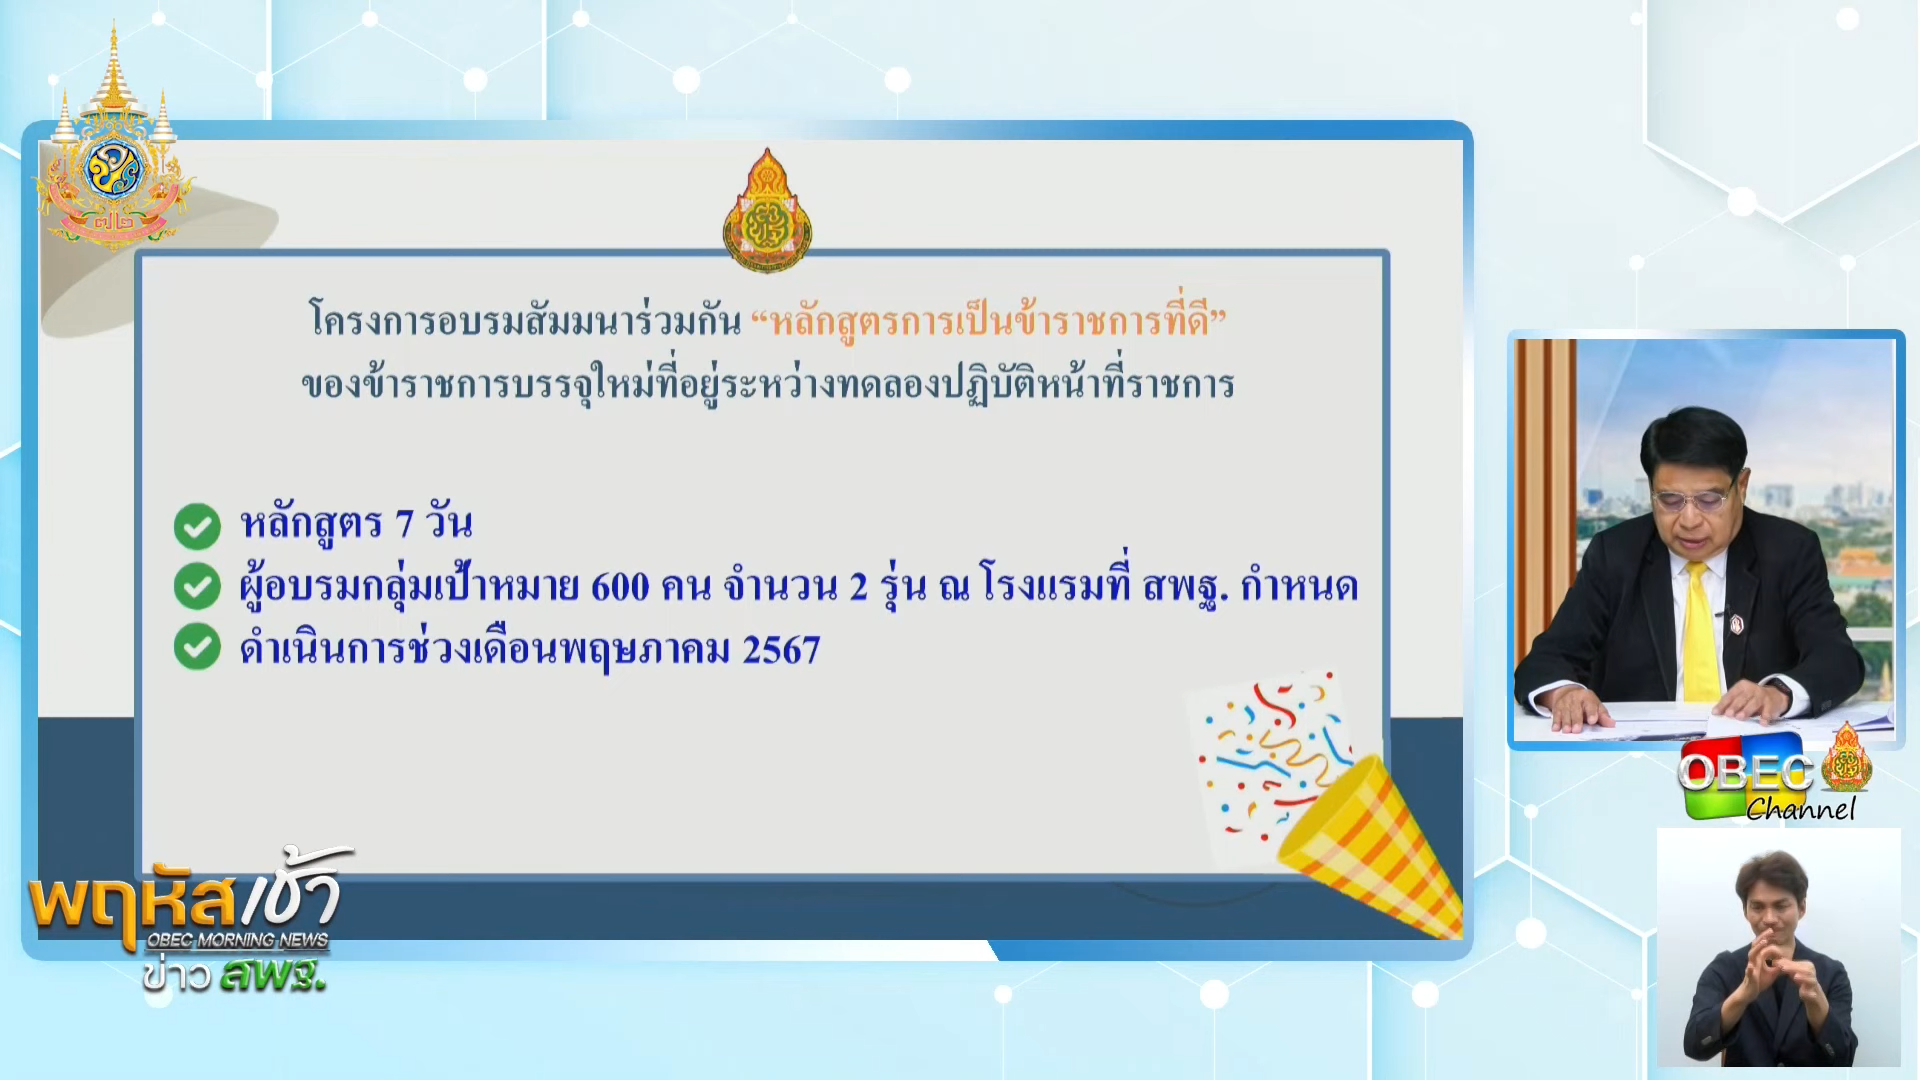 ๗๒
โครงการอบรมสัมมนาร่วมกัน “หลักสูตรการเป็นข้าราชการที่ดี”
ของข้าราชการบรรจุใหม่ที่อยู่ระหว่างทดลองปฏิบัติหน้าที่ราชการ
หลักสูตร 7 วัน
ผู้อบรมกลุ่มเป้าหมาย 600 คน จำนวน 2 รุ่น ณ โรงแรมที่ สพฐ. กำหนด
ดำเนินการช่วงเดือนพฤษภาคม 2567
OBEC
Channel
พฤหัสเช้า
OBEC MORNING NEWS
ข่าว สพฐ.